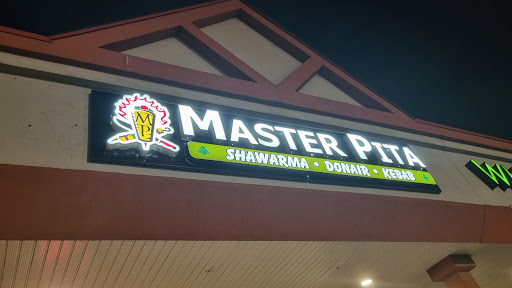 MP
MASTER PITA
SHAWARMA • DONAIR • KEBAB